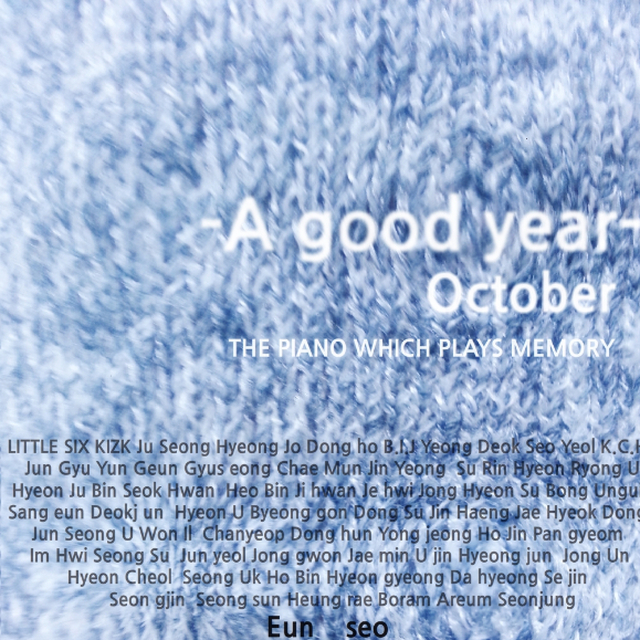 -A good year-
October
THE PIANO WHICH PLAYS MEMORY
LITTLE SIX KIZK Ju Seong Hyeong Jo Dong ho B.I.J Yeong Deok Seo Yeol K.C.H
Jun Gyu Yun Geun Gyus eong Chae Mun Jin Yeong Su Rin Hyeon Ryong U
Hyeon Ju Bin Seok Hwan Heo Bin Ji hwan Je hwi Jong Hyeon Su Bong Ungu
Sang eun Deokj un Hyeon U Byeong gon Dong Su Jin Haeng Jae Hyeok Dong
Jun Seong U Won Il Chanyeop Dong hun Yong jeong Ho Jin Pan gyeom
Im Hwi Seong Su Jun yeol Jong gwon Jae min U jin Hyeong jun Jong Un
Hyeon Cheol Seong Uk Ho Bin Hyeon gyeong Da hyeong Se jin
Seon gjin Seong sun Heung rae Boram Areum Seonjung
Eun seo